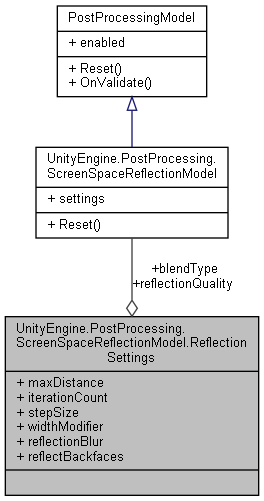 PostProcessingModel
+ enabled
+ Reset()
+ OnValidate()
UnityEngine.PostProcessing.
ScreenSpaceReflectionModel
+ settings
+ Reset()
+blendType
+reflectionQuality
UnityEngine.PostProcessing.
ScreenSpaceReflectionModel.Reflection
Settings
+ maxDistance
+ iterationCount
+ stepSize
+ widthModifier
+ reflectionBlur
+ reflectBackfaces